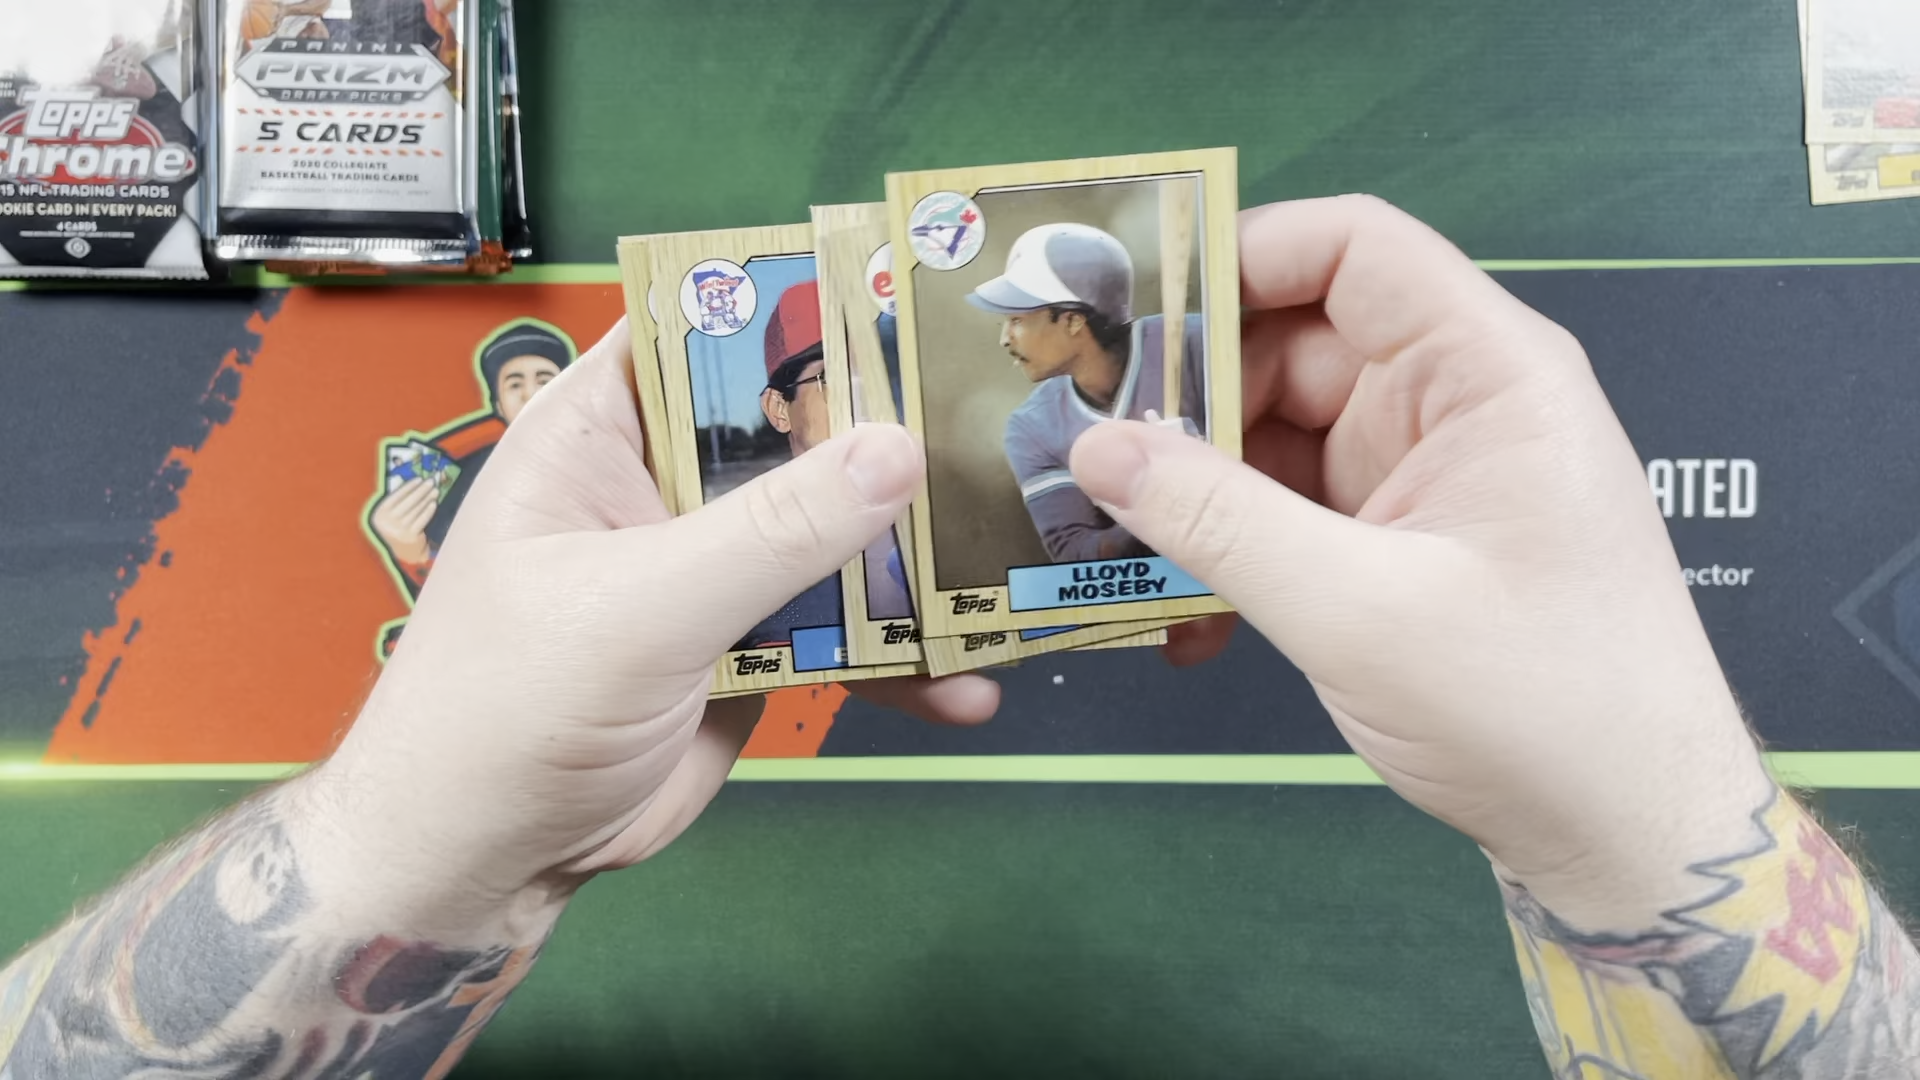 Topps
Chrome
15 NFL TRADING CARDS
OOKIE CARD IN EVERY PACK!
4 CARDS
PANINI
PRIZM
DRAFT PICKS
5 CARDS
2020 COLLEGIATE
BASKETBALL TRADING CARDS
LLOYD
MOSEBY
Topps
Topps
Topps
Topps
ATED
ector